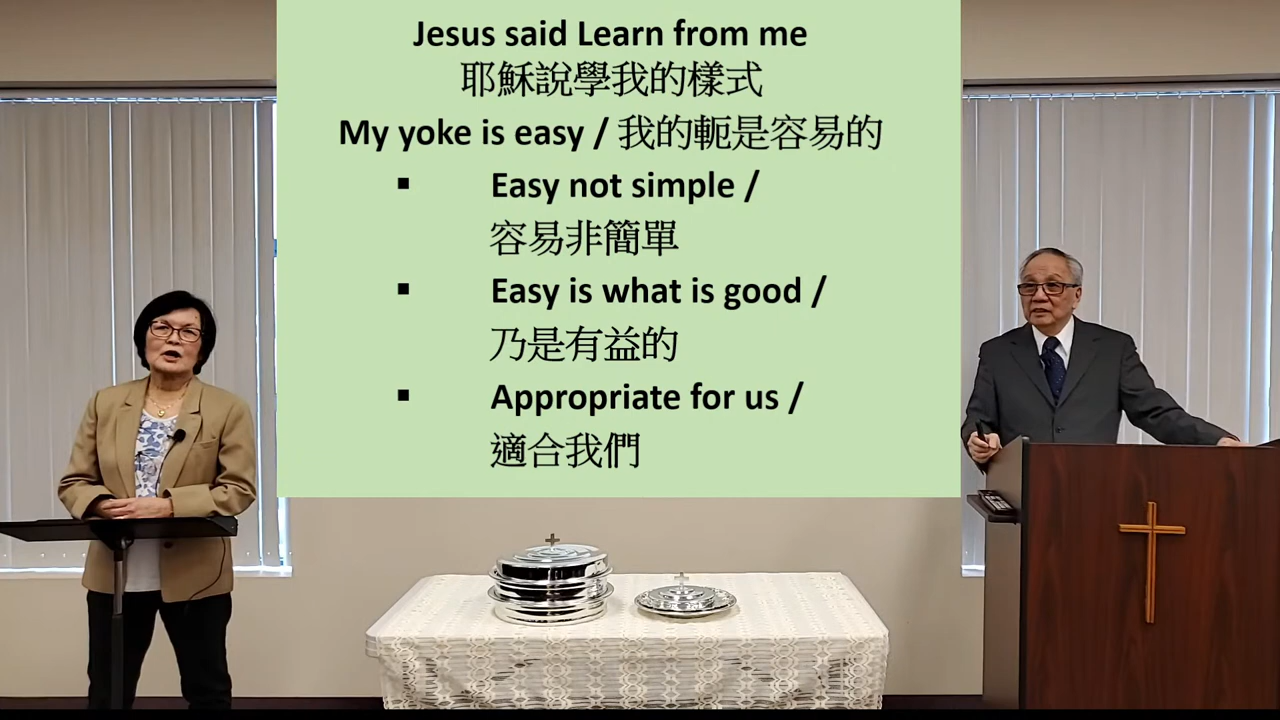 Jesus said Learn from me
耶穌說學我的樣式
My yoke is easy / 我的軛是容易的
▪ Easy not simple /
容易非簡單
▪ Easy is what is good /
乃是有益的
▪ Appropriate for us /
適合我們